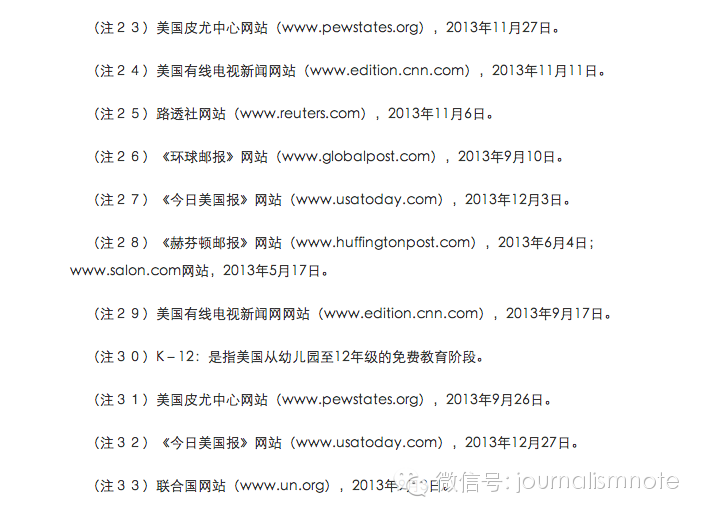 （注２３）美国皮尤中心网站（www.pewstates.org），2013年11月27日。
（注２４）美国有线电视新闻网站（www.edition.cnn.com），2013年11月11日。
（注２５）路透社网站（www.reuters.com），2013年11月6日。
（注２６）《环球邮报》网站（www.globalpost.com），2013年9月10日。
（注２７）《今日美国报》网站（www.usatoday.com），2013年12月3日。
（注２８）《赫芬顿邮报》网站（www.huffingtonpost.com），2013年6月4日；
www.salon.com网站，2013年5月17日。
（注２９）美国有线电视新闻网网站（www.edition.cnn.com），2013年9月17日。
（注３０）K－12：是指美国从幼儿园至12年级的免费教育阶段。
（注３１）美国皮尤中心网站（www.pewstates.org），2013年9月26日。
（注３２）《今日美国报》网站（www.usatoday.com），2013年12月27日。
（注３３）联合国网站（www.un.org），2013年
微信号: journalismnote